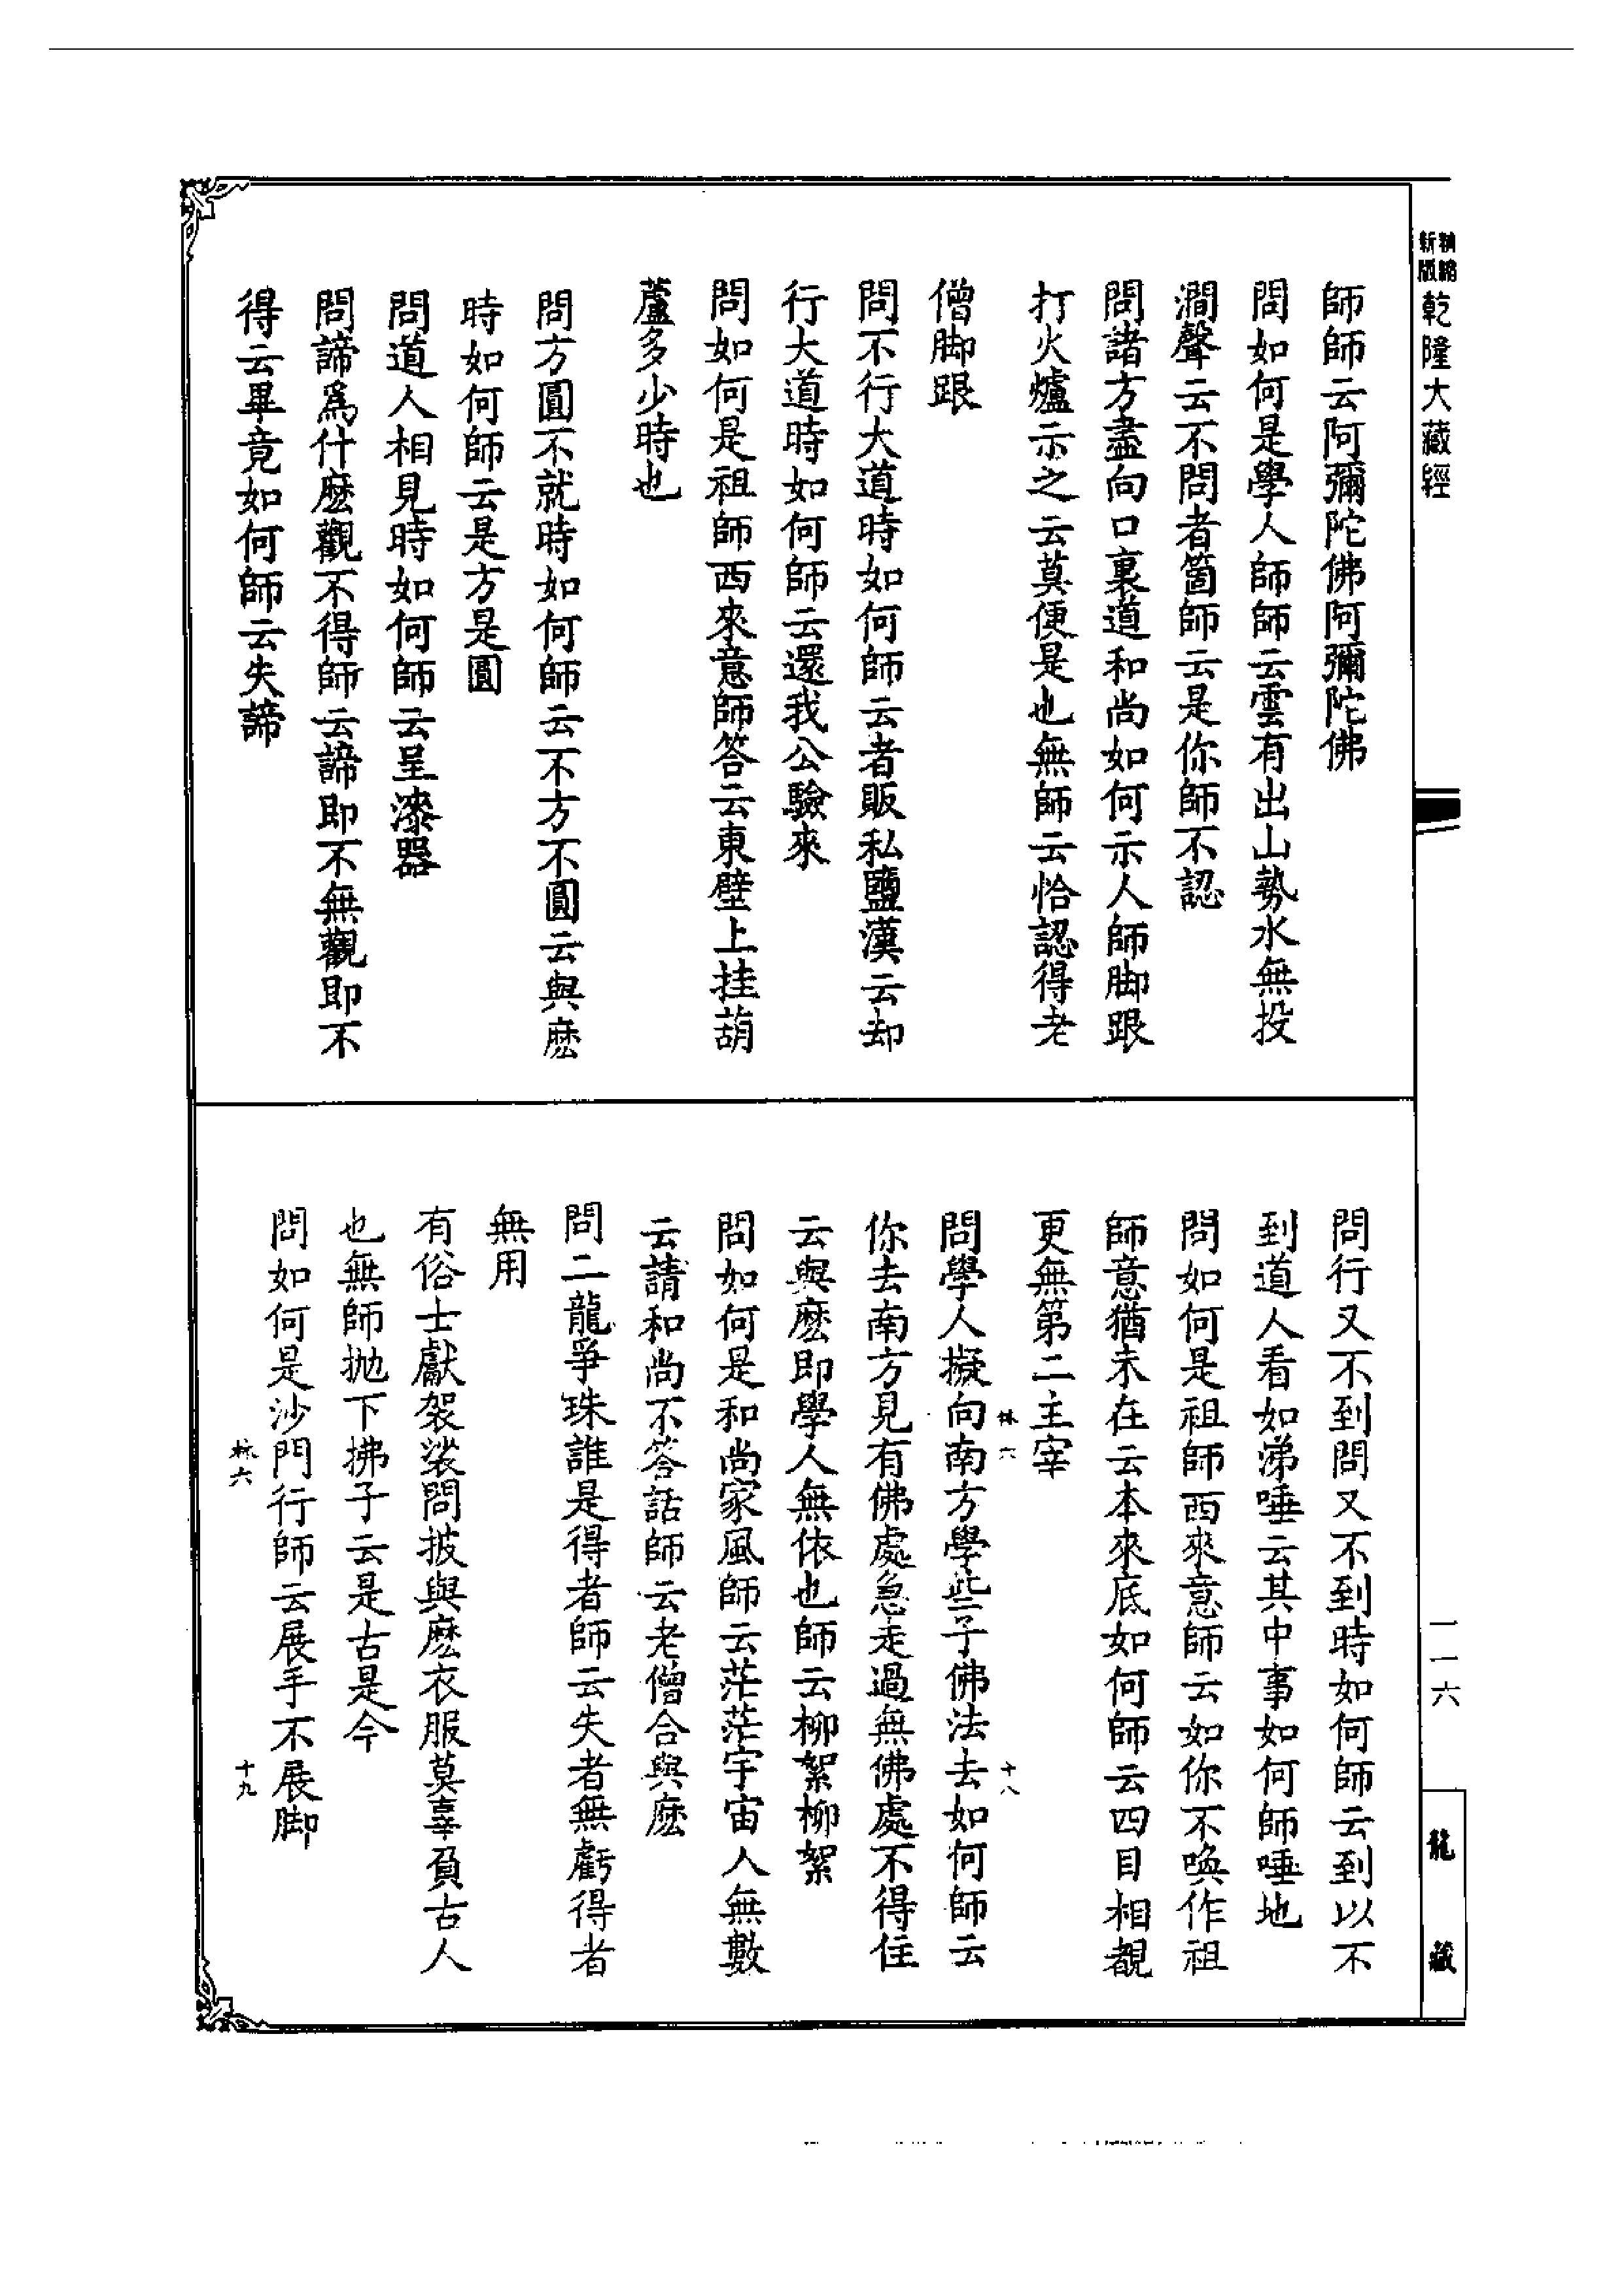 新版 精縮
乾隆大藏經
師師云阿彌陀佛阿彌陀佛
問如何是學人師師云雲有出山勢水無投
澗聲云不問者箇師云是你師不認
問諸方盡向口裏道和尚如何示人師脚跟
打火爐示之云莫便是也無師云恰認得老
僧脚跟
問不行大道時如何師云者販私鹽漢云却
行大道時如何師云還我公驗來
問如何是祖師西來意師答云東壁上挂葫
蘆多少時也
問方圓不就時如何師云不方不圓云與麼
時如何師云是方是圓
問道人相見時如何師云呈漆器
問諦爲什麼觀不得師云諦即不無觀即不
得云畢竟如何師云失諦
一一六
龍藏
問行又不到問又不到時如何師云到以不
到道人看如涕唾云其中事如何師唾地
問如何是祖師西來意師云如你不喚作祖
師意猶未在云本來底如何師云四目相覩
更無第二主宰
林六
十八
問學人擬向南方學些子佛法去如何師云
你去南方見有佛處急走過無佛處不得住
云與麼即學人無依也師云柳絮柳絮
問如何是和尚家風師云茫茫宇宙人無數
云請和尚不答話師云老僧合與麼
問二龍爭珠誰是得者師云失者無虧得者
無用
有俗士獻袈裟問披與麼衣服莫辜負古人
也無師抛下拂子云是古是今
問如何是沙門行師云展手不展脚
林六
十九